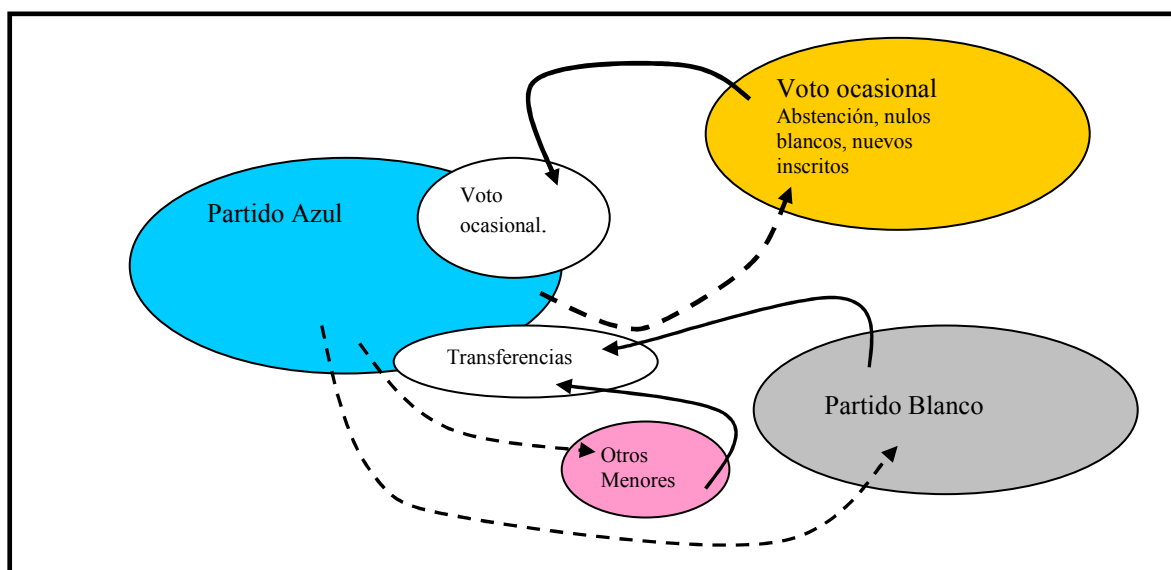 Voto ocasional
Abstención, nulos
blancos, nuevos
inscritos
Voto
ocasional.
Partido Azul
Transferencias
Partido Blanco
Otros
Menores